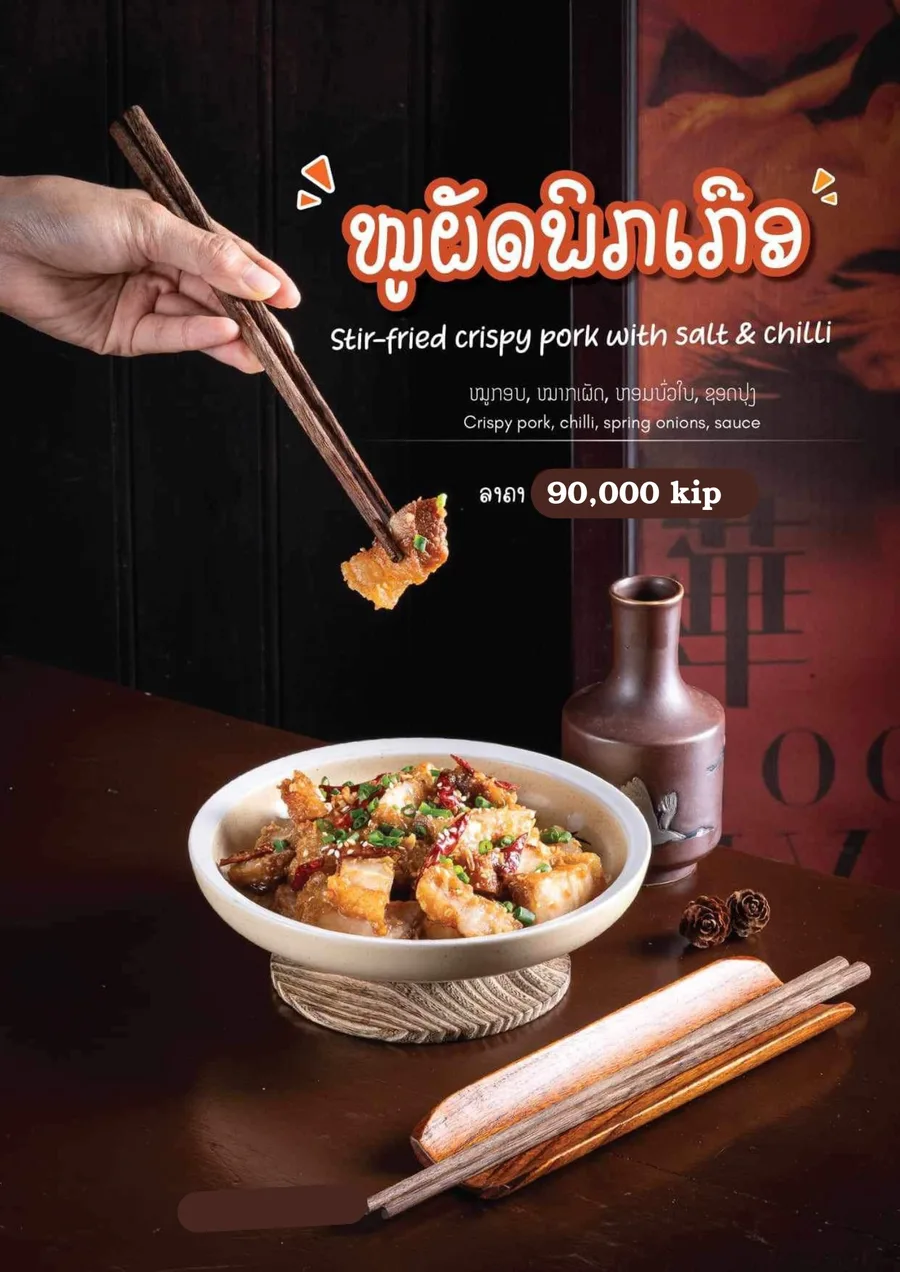 ໝູຜັດພິກເກືອ
Stir-fried crispy pork with salt & chilli
ໝູກອບ, ໝາກເຜັດ, ຫອມບົ່ວໃບ, ຊອດປຸງ
Crispy pork, chilli, spring onions, sauce
ລາຄາ 90,000 kip
華